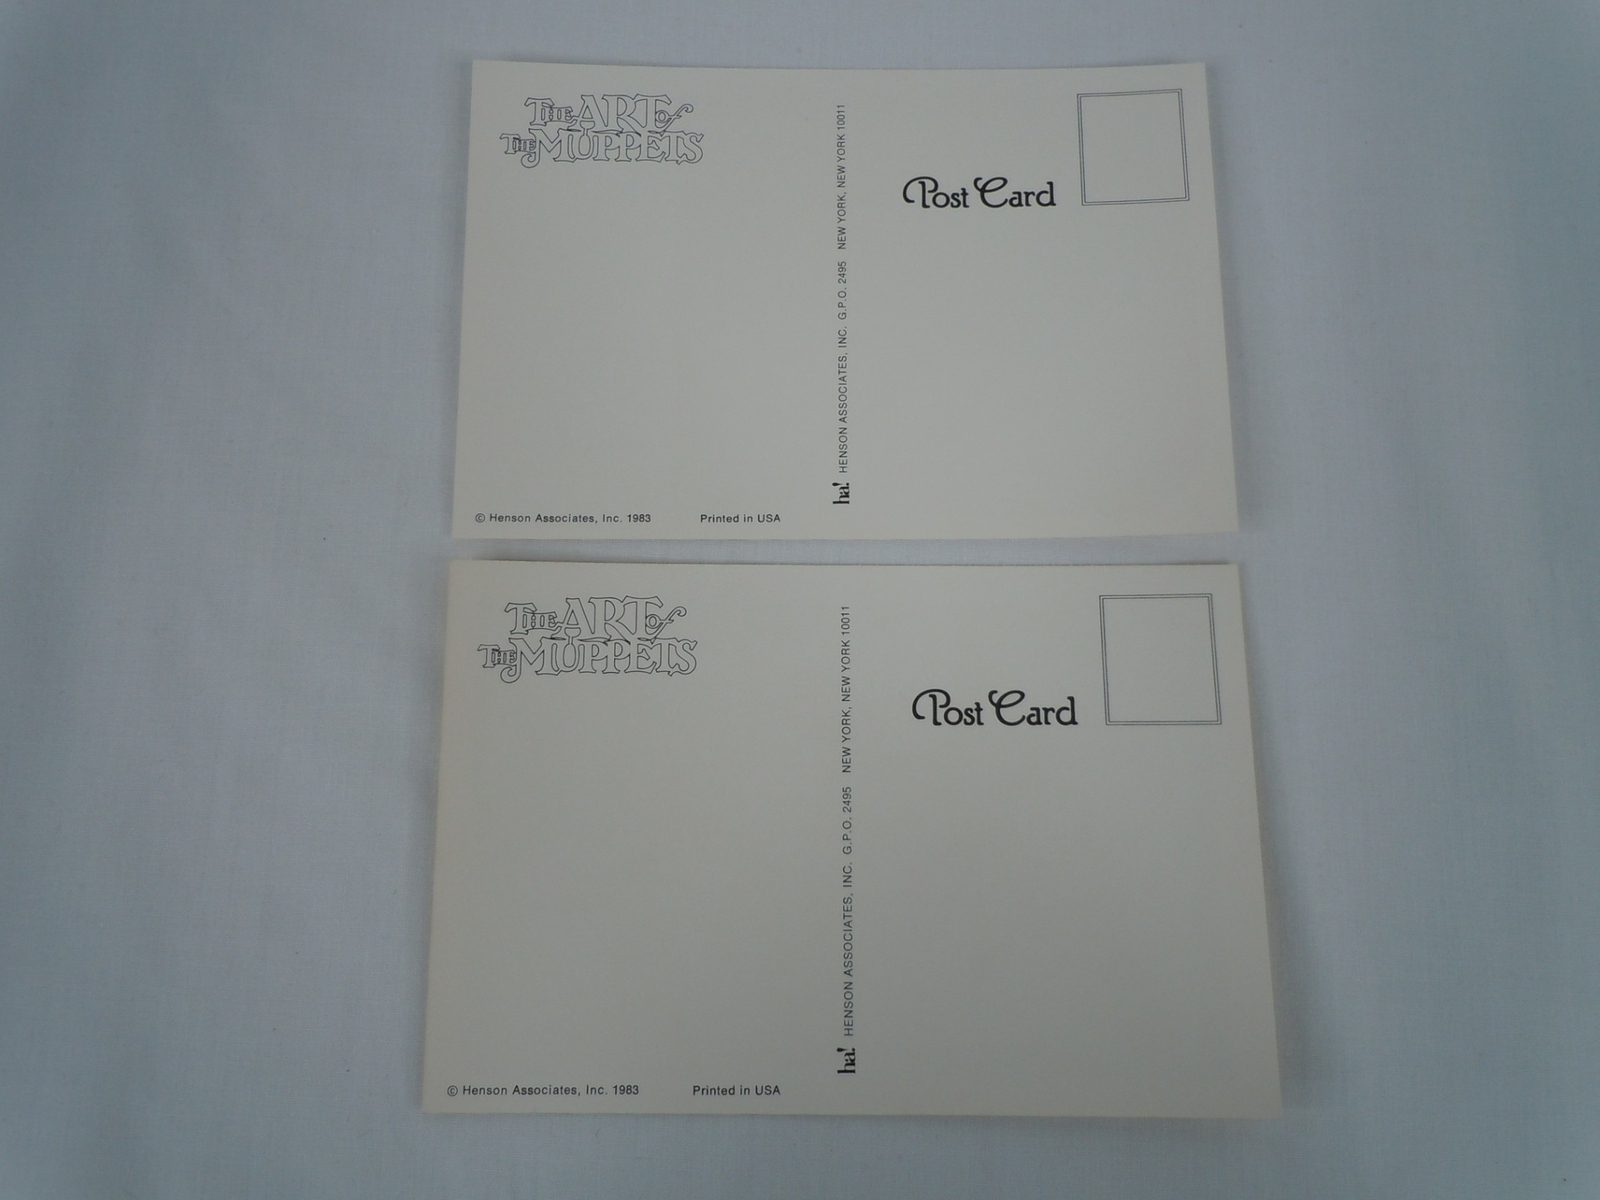 THE ART of
THE MUPPETS
Post Card
ha! HENSON ASSOCIATES, INC. G.P.O. 2495 NEW YORK, NEW YORK 10011
© Henson Associates, Inc. 1983 Printed in USA
THE ART of
THE MUPPETS
Post Card
ha! HENSON ASSOCIATES, INC. G.P.O. 2495 NEW YORK, NEW YORK 10011
© Henson Associates, Inc. 1983 Printed in USA